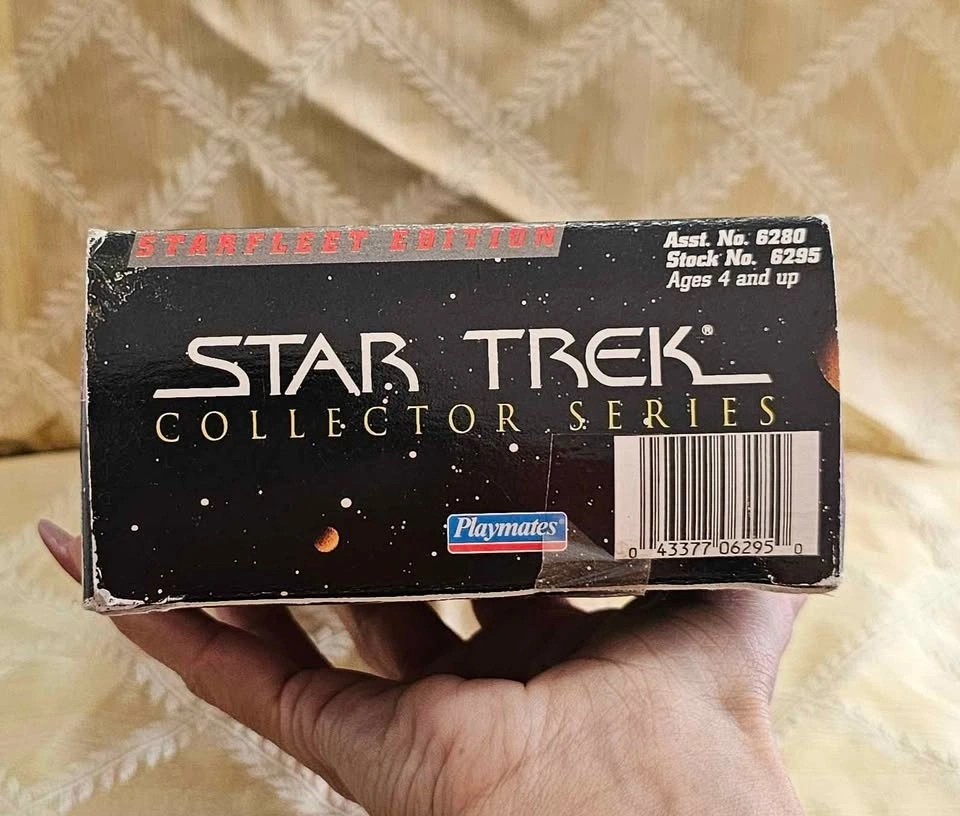 STARFLEET EDITION
Asst. No. 6280
Stock No. 6295
Ages 4 and up
STAR TREK®
COLLECTOR SERIES
Playmates®
0 43377 06295 0